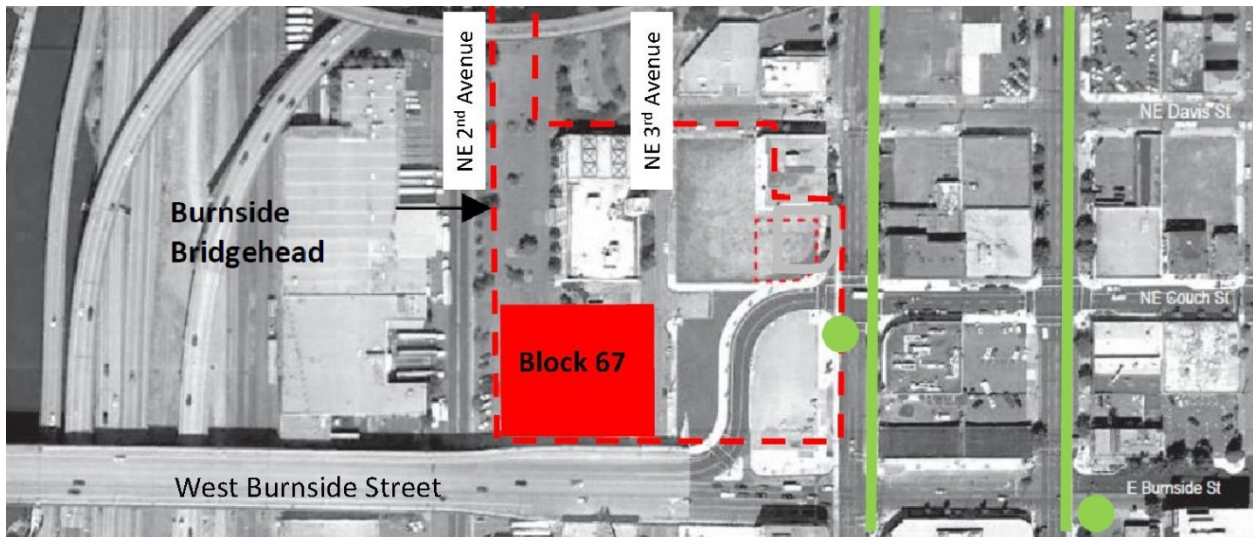 NE 2nd Avenue
NE 3rd Avenue
NE Davis St
Burnside
Bridgehead
NE Couch St
Block 67
West Burnside Street
E Burnside St